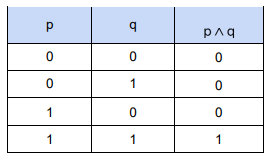 p q p ∧ q
0 0 0
0 1 0
1 0 0
1 1 1